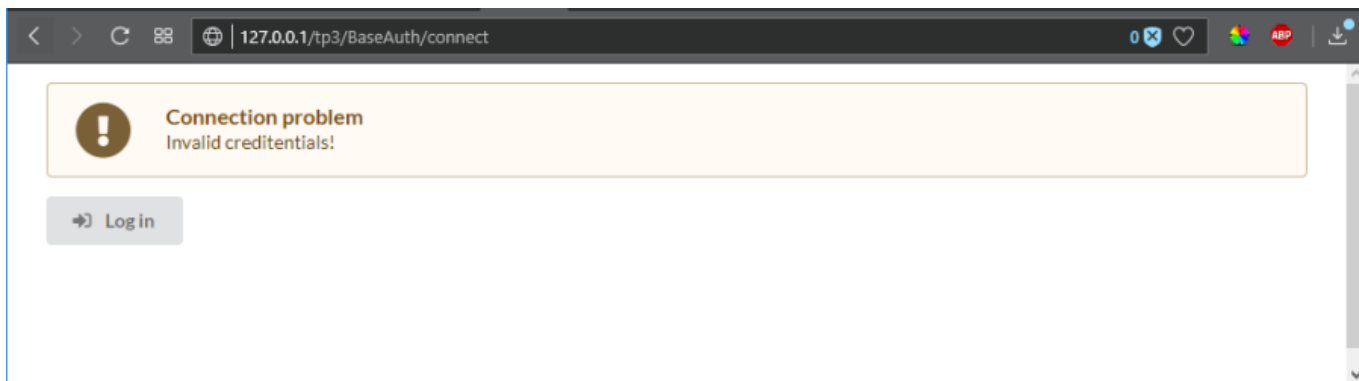 127.0.0.1/tp3/BaseAuth/connect
0
ABP
Connection problem
Invalid creditentials!
Log in